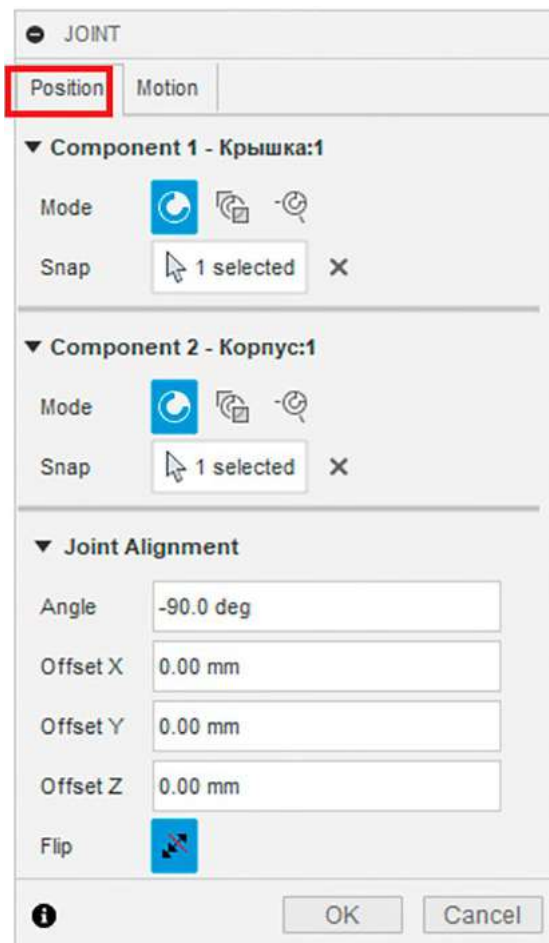 JOINT
Position Motion
Component 1 - Крышка:1
Mode
Snap 1 selected
Component 2 - Корпус:1
Mode
Snap 1 selected
Joint Alignment
Angle -90.0 deg
Offset X 0.00 mm
Offset Y 0.00 mm
Offset Z 0.00 mm
Flip
OK Cancel